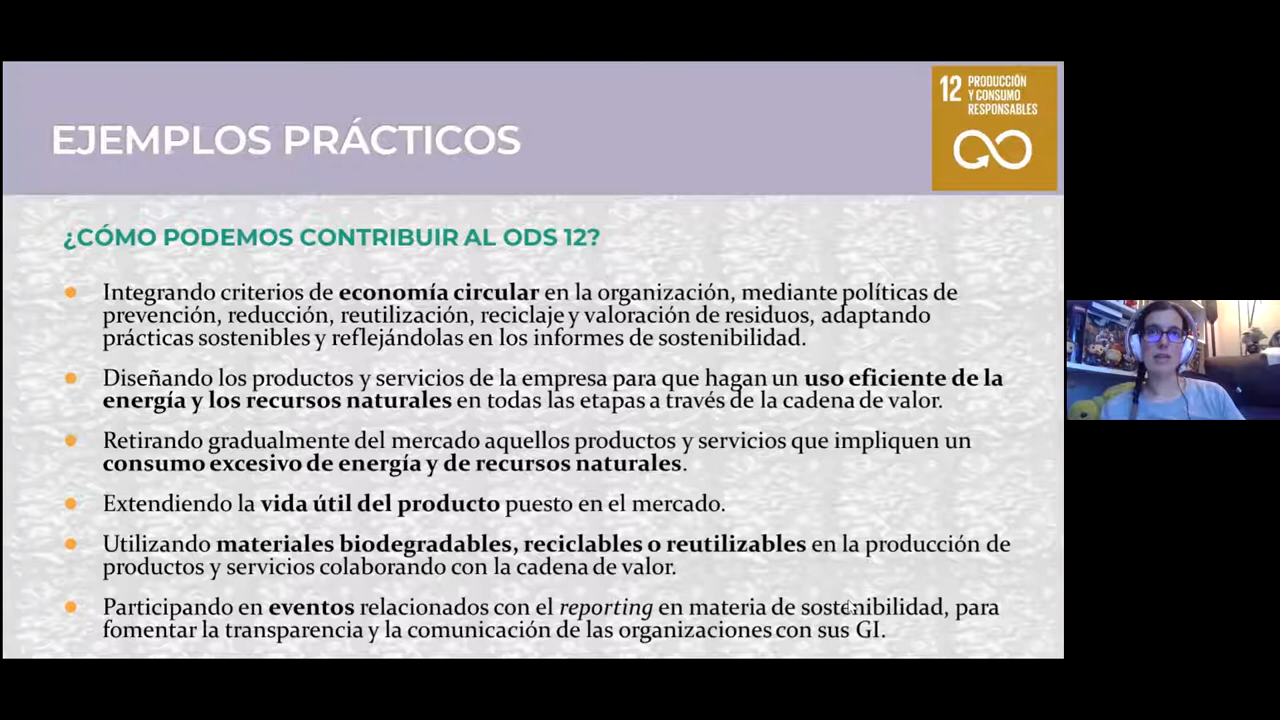 12 PRODUCCIÓN
Y CONSUMO
RESPONSABLES
EJEMPLOS PRÁCTICOS
¿CÓMO PODEMOS CONTRIBUIR AL ODS 12?
Integrando criterios de economía circular en la organización, mediante políticas de
prevención, reducción, reutilización, reciclaje y valoración de residuos, adaptando
prácticas sostenibles y reflejándolas en los informes de sostenibilidad.
Diseñando los productos y servicios de la empresa para que hagan un uso eficiente de la
energía y los recursos naturales en todas las etapas a través de la cadena de valor.
Retirando gradualmente del mercado aquellos productos y servicios que impliquen un
consumo excesivo de energía y de recursos naturales.
Extendiendo la vida útil del producto puesto en el mercado.
Utilizando materiales biodegradables, reciclables o reutilizables en la producción de
productos y servicios colaborando con la cadena de valor.
Participando en eventos relacionados con el reporting en materia de sostenibilidad, para
fomentar la transparencia y la comunicación de las organizaciones con sus GI.